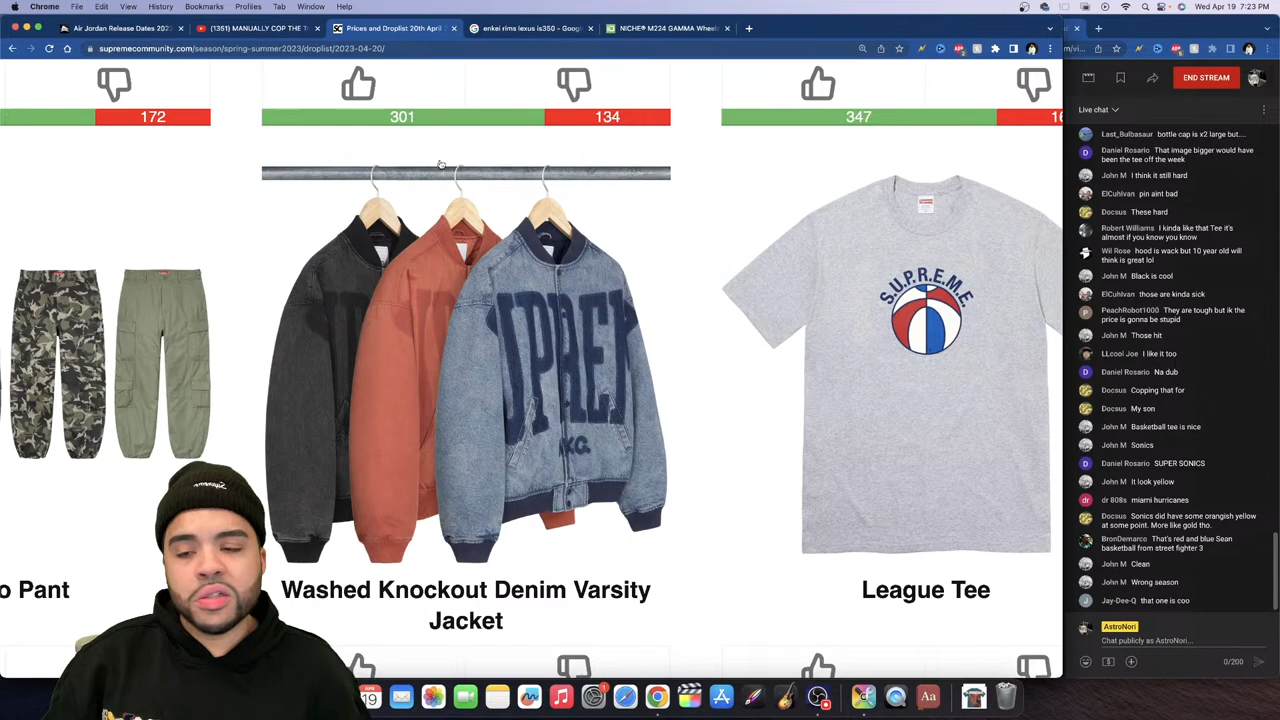 Chrome File Edit View History Bookmarks Profiles Tab Window Help
Wed Apr 19 7:23 PM
Air Jordan Release Dates 2022
(1351) MANUALLY COP THE
Prices and Droplist 20th April
enkei rims lexus is350 - Goog
NICHE® M224 GAMMA Wheel
supremecommunity.com/season/spring-summer2023/droplist/2023-04-20/
172
301
134
347
END STREAM
Live chat
Last_Bulbasaur bottle cap is x2 large but....
Daniel Rosario That image bigger would have
been the tee off the week
John M I think it still hard
ElCuhIvan pin aint bad
Docsus These hard
Robert Williams I kinda like that Tee it's
almost if you know you know
Wil Rose hood is wack but 10 year old will
think is great lol
John M Black is cool
ElCuhIvan those are kinda sick
PeachRobot1000 They are tough but ik the
price is gonna be stupid
John M Those hit
LLcool Joe I like it too
Daniel Rosario Na dub
Docsus Copping that for
Docsus My son
John M Basketball tee is nice
John M Sonics
Daniel Rosario SUPER SONICS
John M It look yellow
dr 808s miami hurricanes
Docsus Sonics did have some orangish yellow
at some point. More like gold tho.
BronDemarco That's red and blue Sean
basketball from street fighter 3
John M Clean
John M Wrong season
Jay-Dee-Q that one is coo
AstroNori
Chat publicly as AstroNori...
0/200
UPREM
N.Y.C.
S.U.P.R.E.M.E.
o Pant
Washed Knockout Denim Varsity
Jacket
League Tee
Supreme
APR
19